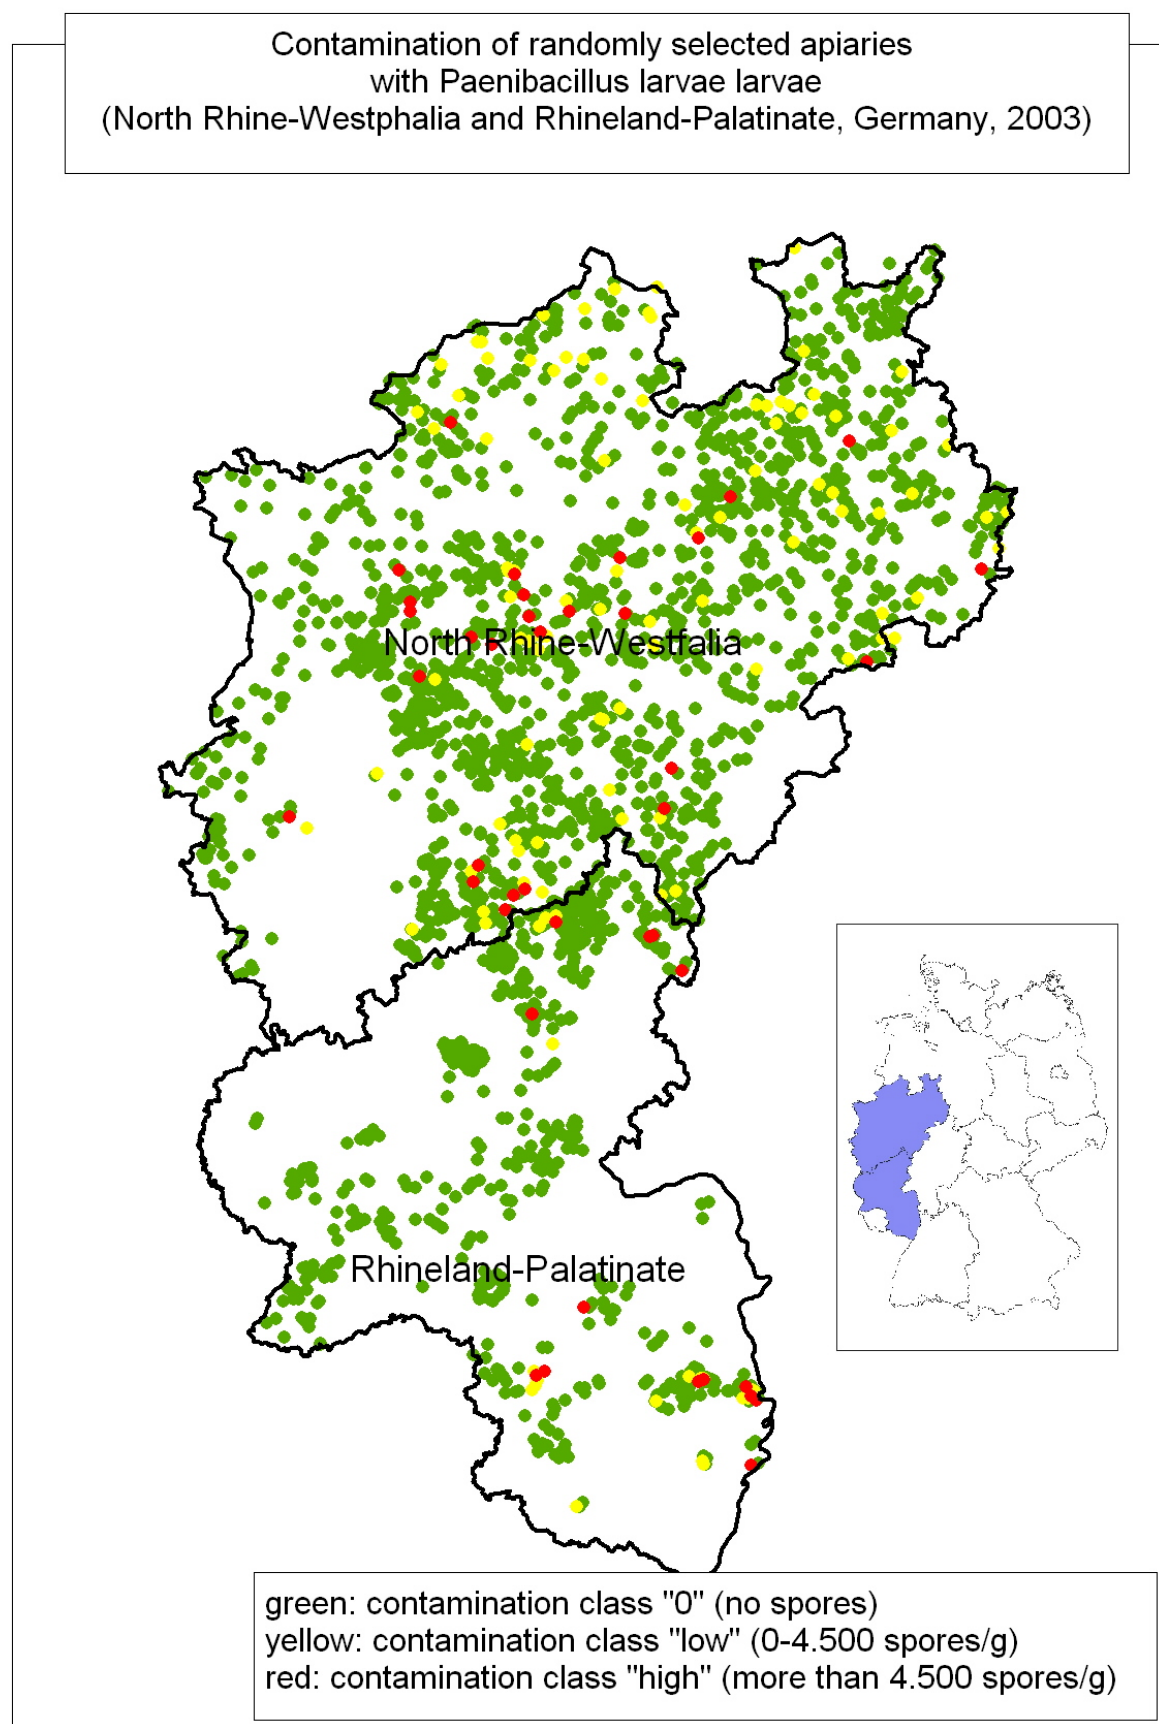 Contamination of randomly selected apiaries
with Paenibacillus larvae larvae
(North Rhine-Westphalia and Rhineland-Palatinate, Germany, 2003)
North Rhine-Westfalia
Rhineland-Palatinate
green: contamination class "0" (no spores)
yellow: contamination class "low" (0-4.500 spores/g)
red: contamination class "high" (more than 4.500 spores/g)